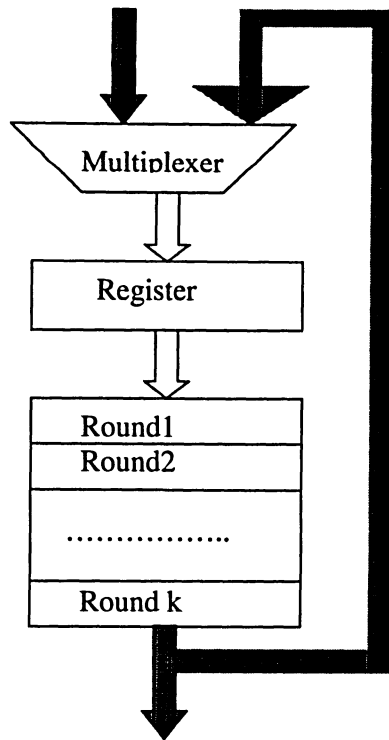 Multiplexer
Register
Round1
Round2
....................
Round k